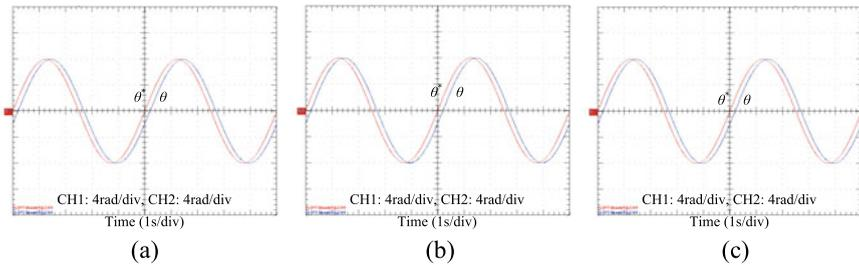 θ* θ
CH1: 4rad/div, CH2: 4rad/div
Time (1s/div)
(a)
θ* θ
CH1: 4rad/div, CH2: 4rad/div
Time (1s/div)
(b)
θ* θ
CH1: 4rad/div, CH2: 4rad/div
Time (1s/div)
(c)